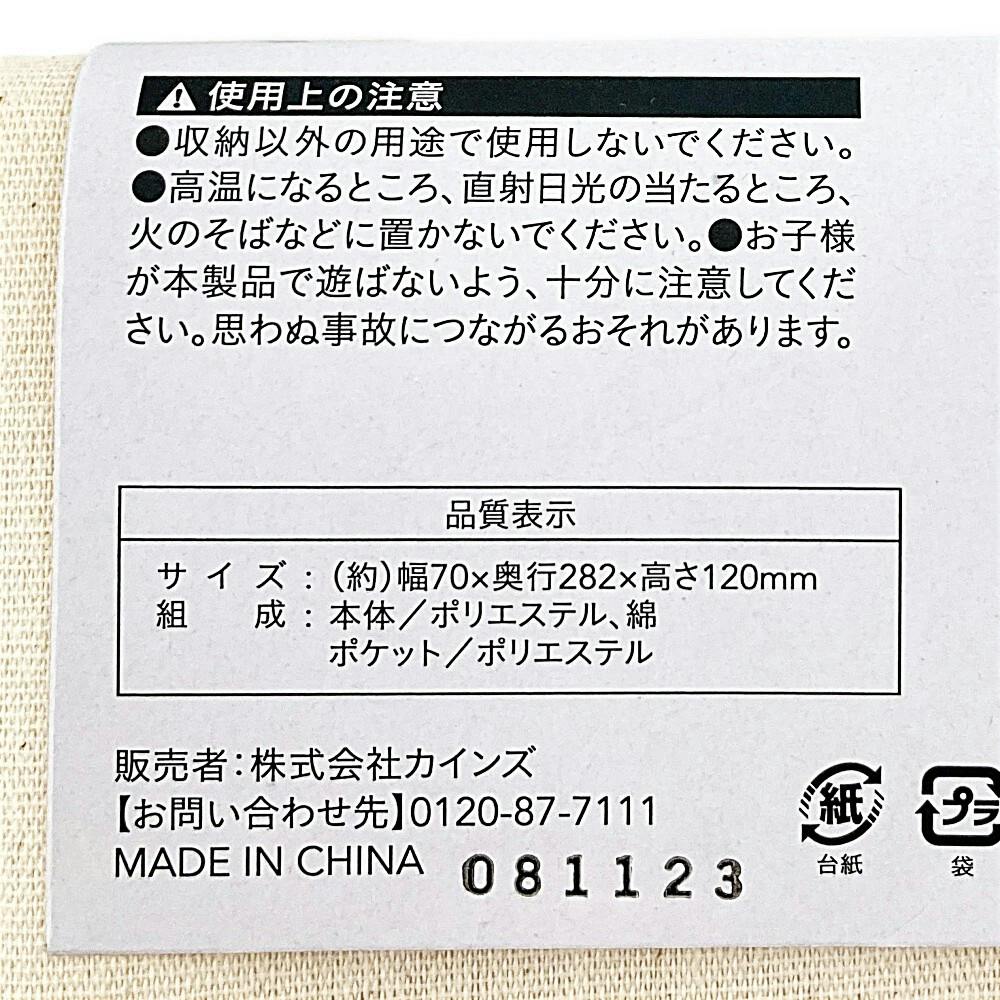 使用上の注意
●収納以外の用途で使用しないでください。
●高温になるところ、直射日光の当たるところ、
火のそばなどに置かないでください。●お子様
が本製品で遊ばないよう、十分に注意してくだ
さい。思わぬ事故につながるおそれがあります。
品質表示
サイズ:(約)幅70×奥行282×高さ120mm
組成:本体/ポリエステル、綿
ポケット/ポリエステル
販売者:株式会社カインズ
【お問い合わせ先】0120-87-7111
MADE IN CHINA 081123
紙
台紙
プラ
袋